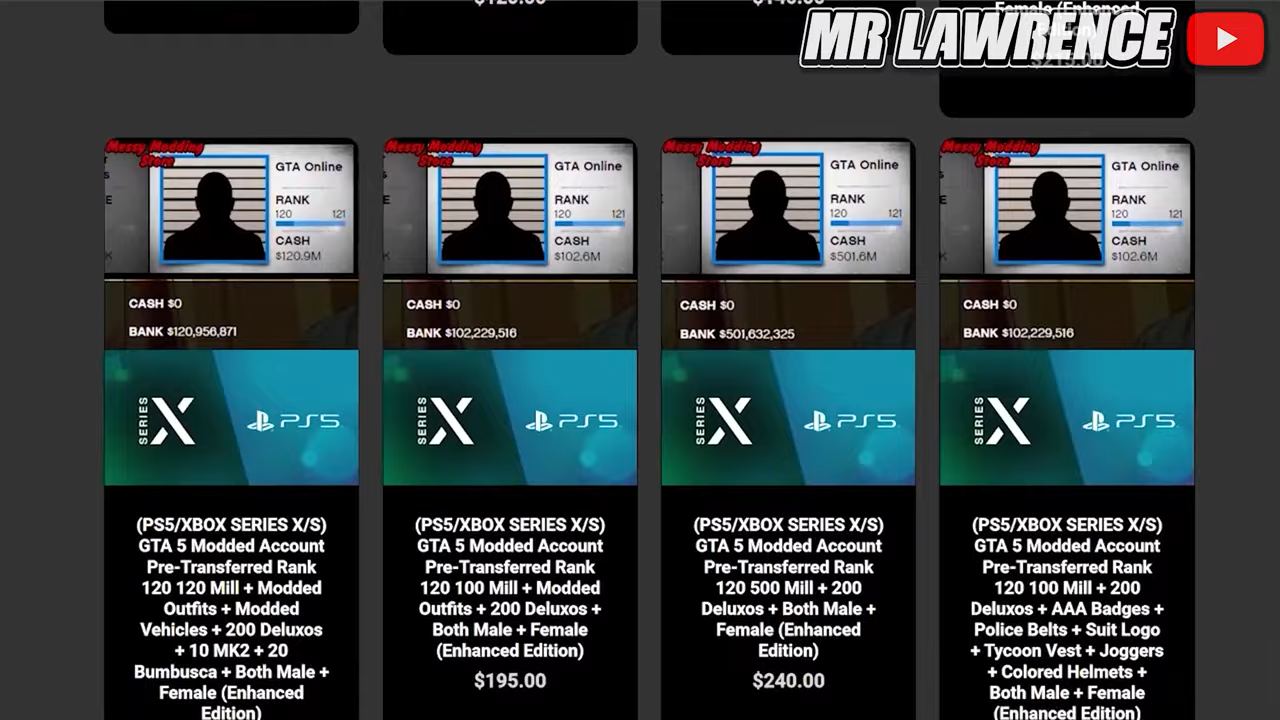 $120.00
$140.00
Female (Enhanced
Edition)
$215.00
MR LAWRENCE
Messy Modding
Store
GTA Online
RANK
120 121
CASH
$120.9M
CASH $0
BANK $120,956,871
SERIES X
PS5
(PS5/XBOX SERIES X/S)
GTA 5 Modded Account
Pre-Transferred Rank
120 120 Mill + Modded
Outfits + Modded
Vehicles + 200 Deluxos
+ 10 MK2 + 20
Bumbusca + Both Male +
Female (Enhanced
Edition)
Messy Modding
Store
GTA Online
RANK
120 121
CASH
$102.6M
CASH $0
BANK $102,229,516
SERIES X
PS5
(PS5/XBOX SERIES X/S)
GTA 5 Modded Account
Pre-Transferred Rank
120 100 Mill + Modded
Outfits + 200 Deluxos +
Both Male + Female
(Enhanced Edition)
$195.00
Messy Modding
Store
GTA Online
RANK
120 121
CASH
$501.6M
CASH $0
BANK $501,632,325
SERIES X
PS5
(PS5/XBOX SERIES X/S)
GTA 5 Modded Account
Pre-Transferred Rank
120 500 Mill + 200
Deluxos + Both Male +
Female (Enhanced
Edition)
$240.00
Messy Modding
Store
GTA Online
RANK
120 121
CASH
$102.6M
CASH $0
BANK $102,229,516
SERIES X
PS5
(PS5/XBOX SERIES X/S)
GTA 5 Modded Account
Pre-Transferred Rank
120 100 Mill + 200
Deluxos + AAA Badges +
Police Belts + Suit Logo
+ Tycoon Vest + Joggers
+ Colored Helmets +
Both Male + Female
(Enhanced Edition)